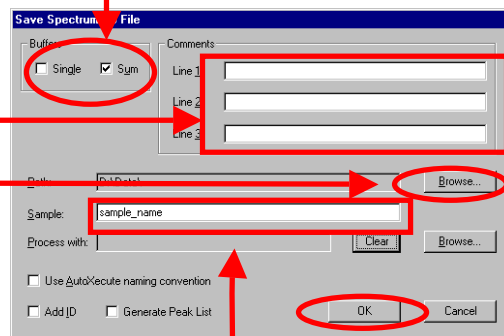 Save Spectrum File
Buffers
Comments
Single
Sum
Line 1
Line 2
Line 3
Path:
D:\Data\
Browse...
Sample:
sample_name
Process with:
Clear
Browse...
Use AutoXecute naming convention
Add ID
Generate Peak List
OK
Cancel